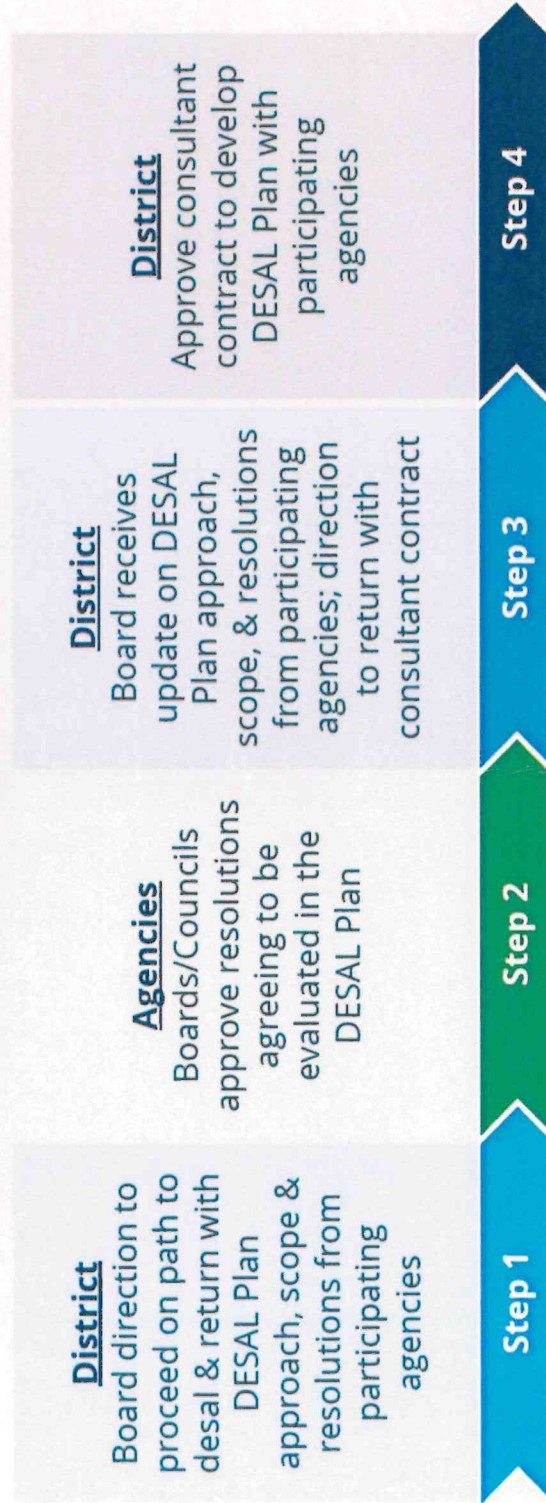 District
Board direction to
proceed on path to
desal & return with
DESAL Plan
approach, scope &
resolutions from
participating
agencies
Step 1
Agencies
Boards/Councils
approve resolutions
agreeing to be
evaluated in the
DESAL Plan
Step 2
District
Board receives
update on DESAL
Plan approach,
scope, & resolutions
from participating
agencies; direction
to return with
consultant contract
Step 3
District
Approve consultant
contract to develop
DESAL Plan with
participating
agencies
Step 4